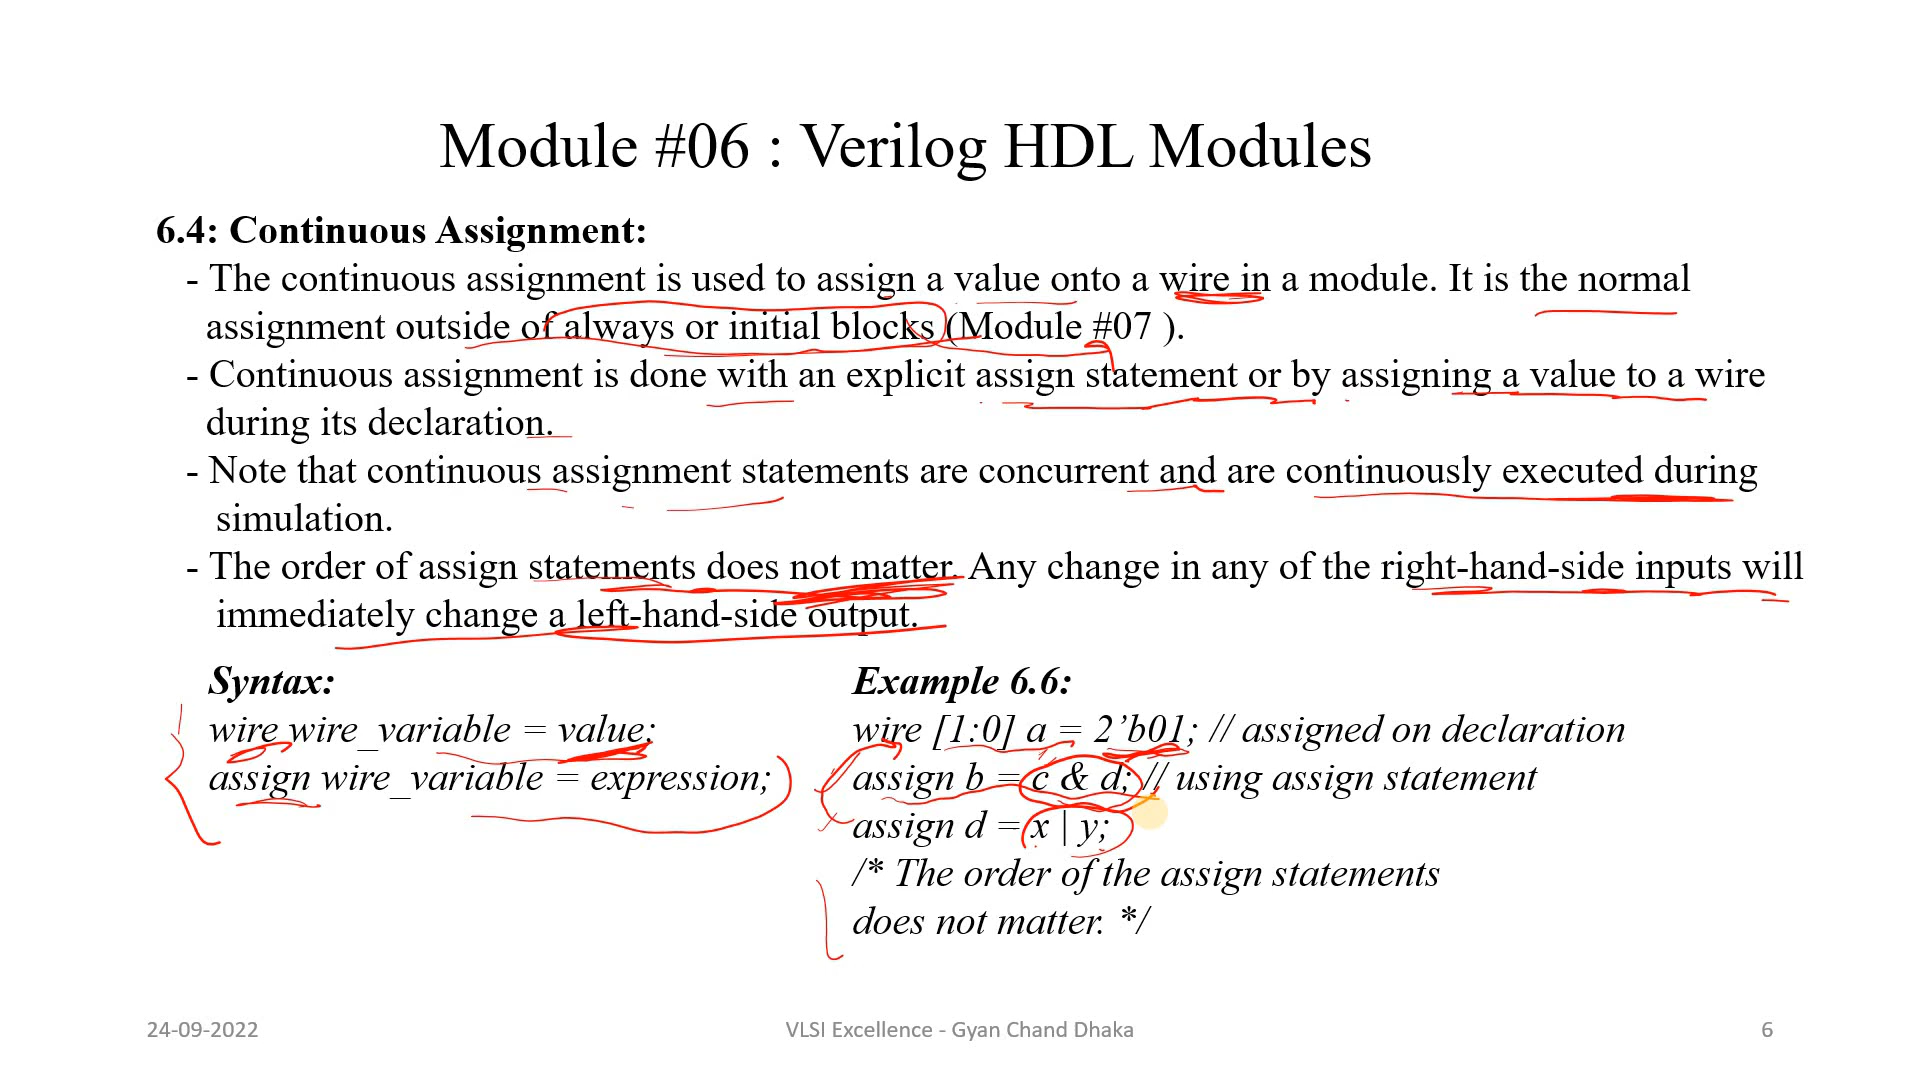 Module #06 : Verilog HDL Modules
6.4: Continuous Assignment:
- The continuous assignment is used to assign a value onto a wire in a module. It is the normal
assignment outside of always or initial blocks (Module #07 ).
- Continuous assignment is done with an explicit assign statement or by assigning a value to a wire
during its declaration.
- Note that continuous assignment statements are concurrent and are continuously executed during
simulation.
- The order of assign statements does not matter. Any change in any of the right-hand-side inputs will
immediately change a left-hand-side output.
Syntax:
wire wire_variable = value;
assign wire_variable = expression;
Example 6.6:
wire [1:0] a = 2’b01; // assigned on declaration
assign b = c & d; // using assign statement
assign d = x | y;
/* The order of the assign statements
does not matter. */
24-09-2022
VLSI Excellence - Gyan Chand Dhaka
6